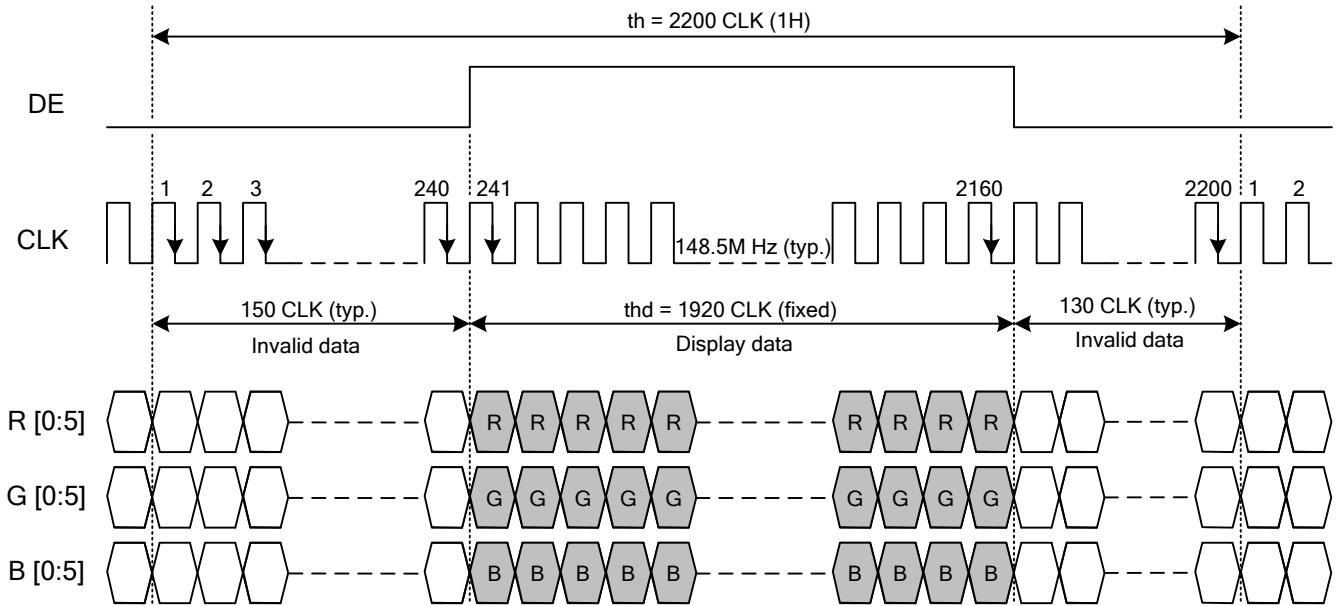 th = 2200 CLK (1H)
DE
1 2 3 240 241 2160 2200 1 2
CLK
148.5M Hz (typ.)
150 CLK (typ.) thd = 1920 CLK (fixed) 130 CLK (typ.)
Invalid data Display data Invalid data
R [0:5] R R R R R R R R R
G [0:5] G G G G G G G G G
B [0:5] B B B B B B B B B